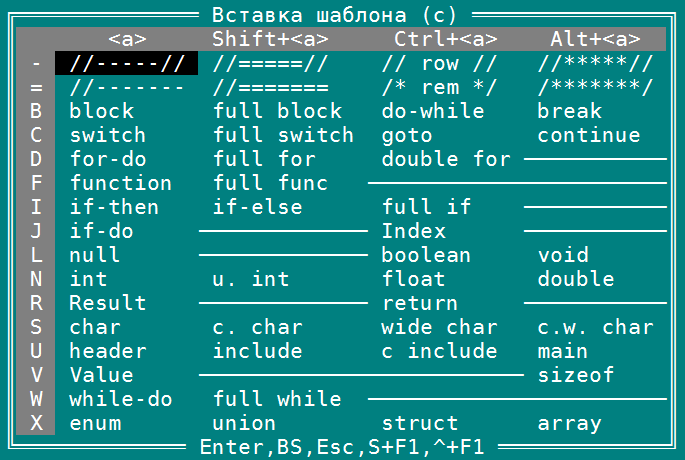 Вставка шаблона (c)
<a> Shift+<a> Ctrl+<a> Alt+<a>
- //-----// //=====// // row // //*****//
= //------- //======= /* rem */ /*******/
B block full block do-while break
C switch full switch goto continue
D for-do full for double for
F function full func
I if-then if-else full if
J if-do Index
L null boolean void
N int u. int float double
R Result return
S char c. char wide char c.w. char
U header include c include main
V Value sizeof
W while-do full while
X enum union struct array
Enter,BS,Esc,S+F1,^+F1